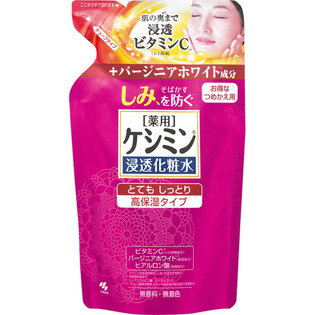 ここからすぐ切り取れます
肌の奥まで
浸透
ビタミンC
+バージニアホワイト成分
お得な
つめかえ用
しみ、そばかす
を防ぐ
[薬用]
ケシミン
浸透化粧水
とても しっとり
高保湿タイプ
ビタミンC
バージニアホワイト
ヒアルロン酸
無香料・無着色